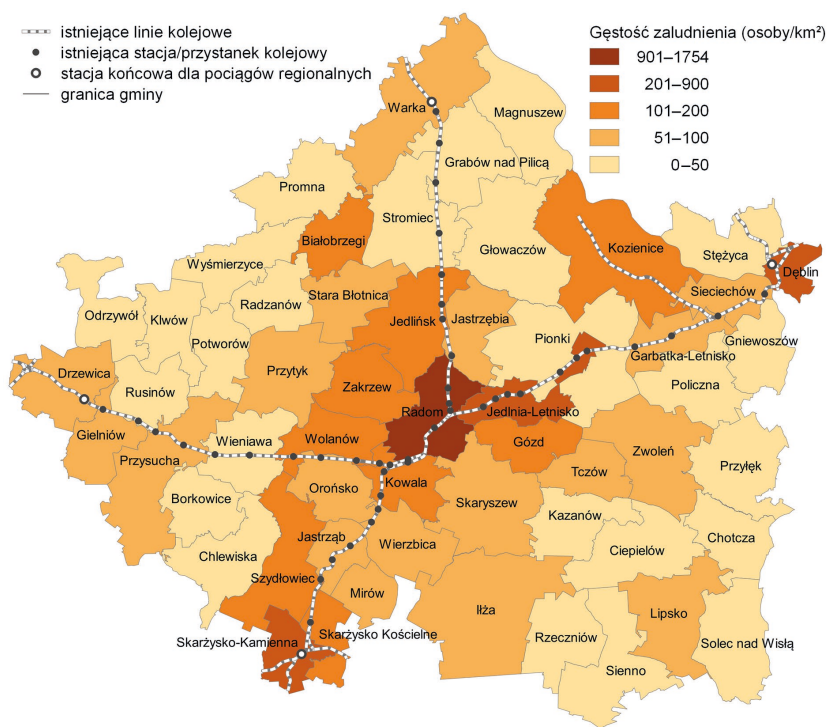 istniejące linie kolejowe
istniejąca stacja/przystanek kolejowy
stacja końcowa dla pociągów regionalnych
granica gminy
Gęstość zaludnienia (osoby/km²)
901–1754
201–900
101–200
51–100
0–50
Warka
Magnuszew
Grabów nad Pilicą
Promna
Stromiec
Białobrzegi
Głowaczów
Kozienice
Stężyca
Dęblin
Wyśmierzyce
Sieciechów
Stara Błotnica
Radzanów
Jedlińsk
Jastrzębia
Odrzywół
Klwów
Potworów
Pionki
Gniewoszów
Garbatka-Letnisko
Drzewica
Przytyk
Zakrzew
Policzna
Rusinów
Radom
Jedlnia-Letnisko
Gielniów
Wieniawa
Wolanów
Gózd
Zwoleń
Przysucha
Przyłęk
Tczów
Kowala
Orońsko
Skaryszew
Borkowice
Kazanów
Chotcza
Jastrząb
Wierzbica
Ciepielów
Chlewiska
Szydłowiec
Mirów
Iłża
Lipsko
Skarżysko-Kamienna
Skarżysko Kościelne
Rzeczniów
Solec nad Wisłą
Sienno